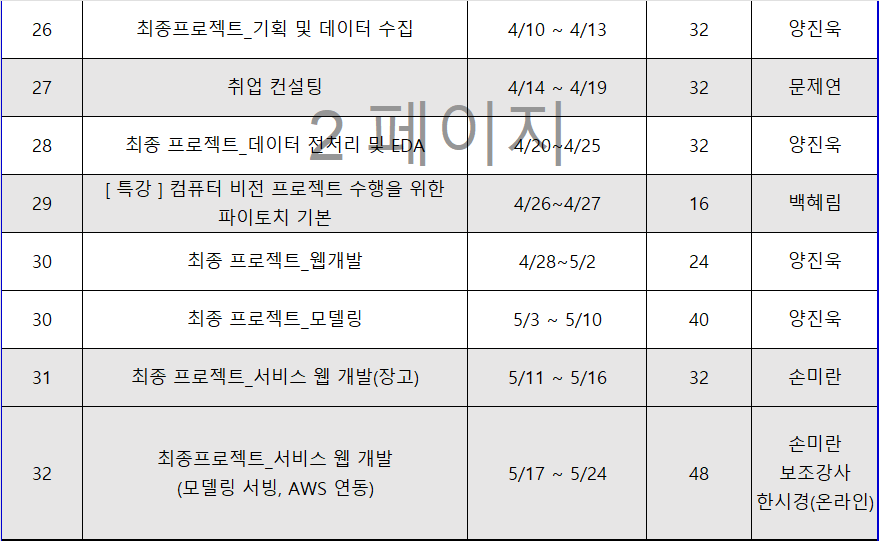 26 최종프로젝트_기획 및 데이터 수집 4/10 ~ 4/13 32 양진욱
27 취업 컨설팅 4/14 ~ 4/19 32 문제연
2 페이지
28 최종 프로젝트_데이터 전처리 및 EDA 4/20~4/25 32 양진욱
29 [ 특강 ] 컴퓨터 비전 프로젝트 수행을 위한
파이토치 기본 4/26~4/27 16 백혜림
30 최종 프로젝트_웹개발 4/28~5/2 24 양진욱
30 최종 프로젝트_모델링 5/3 ~ 5/10 40 양진욱
31 최종 프로젝트_서비스 웹 개발(장고) 5/11 ~ 5/16 32 손미란
32 최종프로젝트_서비스 웹 개발
(모델링 서빙, AWS 연동) 5/17 ~ 5/24 48 손미란
보조강사
한시경(온라인)